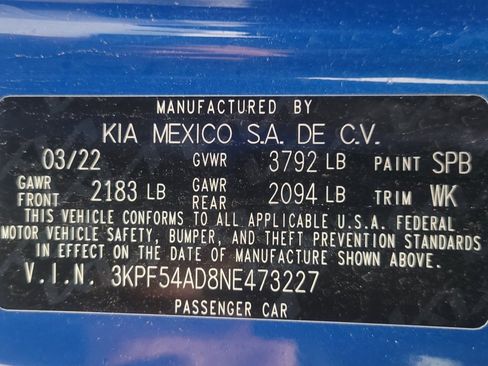 MANUFACTURED BY
KIA MEXICO S.A. DE C.V.
03/22 GVWR 3792 LB PAINT SPB
GAWR FRONT 2183 LB GAWR REAR 2094 LB TRIM WK
THIS VEHICLE CONFORMS TO ALL APPLICABLE U.S.A. FEDERAL
MOTOR VEHICLE SAFETY, BUMPER, AND THEFT PREVENTION STANDARDS
IN EFFECT ON THE DATE OF MANUFACTURE SHOWN ABOVE.
V.I.N. 3KPF54AD8NE473227
PASSENGER CAR